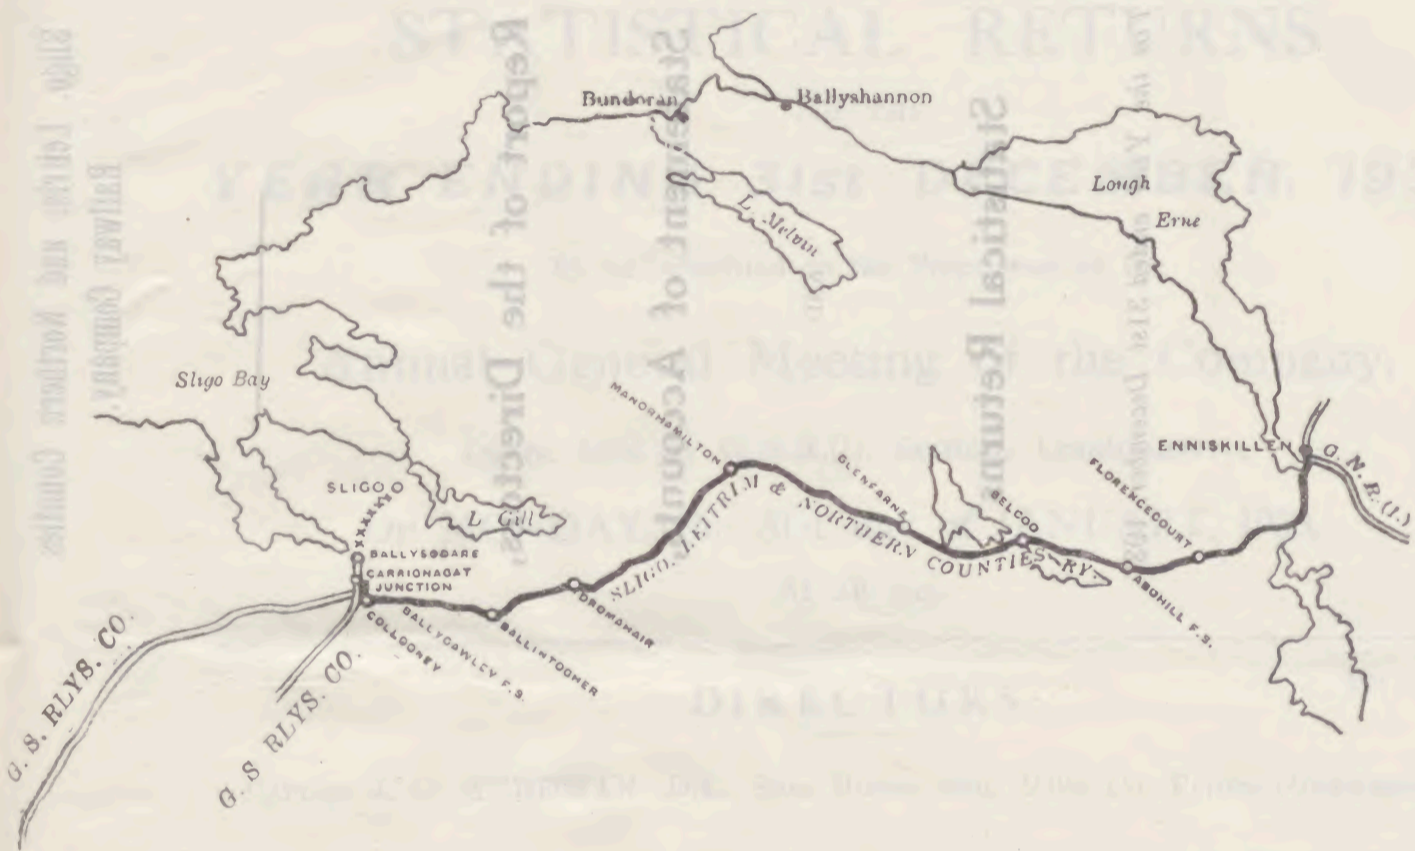 STATISTICAL RETURNS
YEAR ENDING 31st DECEMBER, 193
Annual General Meeting of the Company,
DIRECTORS
Sligo, Leitrim and Northern Counties
Railway Company.
Report of the Directors,
Statement of Accounts,
Statistical Returns
Bundoran
Ballyshannon
L. Melvin
Lough
Erne
Sligo Bay
SLIGO
L. Gill
MANORHAMILTON
GLENFARNE
BELCOO
FLORENCECOURT
ENNISKILLEN
G.N.R.(I.)
BALLYSODARE
CARRIGNAGAT
JUNCTION
COLLOONEY
BALLYGAWLEY F.S.
BALLINTOGHER
DROMAHAIR
SLIGO, LEITRIM & NORTHERN COUNTIES RY.
ABOHILL F.S.
G. S. RLYS. CO.
G. S RLYS. CO.